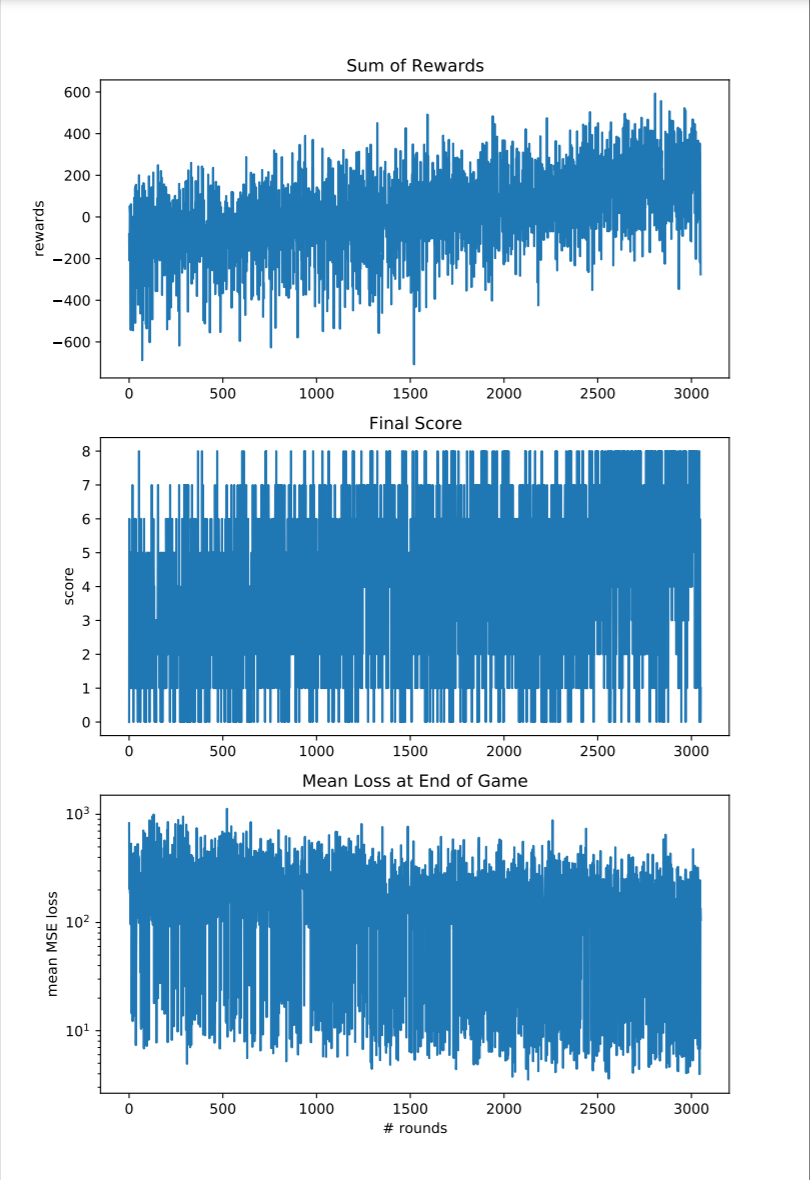 Sum of Rewards
600
400
200
0
−200
−400
−600
rewards
0 500 1000 1500 2000 2500 3000
Final Score
8
7
6
5
4
3
2
1
0
score
0 500 1000 1500 2000 2500 3000
Mean Loss at End of Game
10³
10²
10¹
mean MSE loss
0 500 1000 1500 2000 2500 3000
# rounds